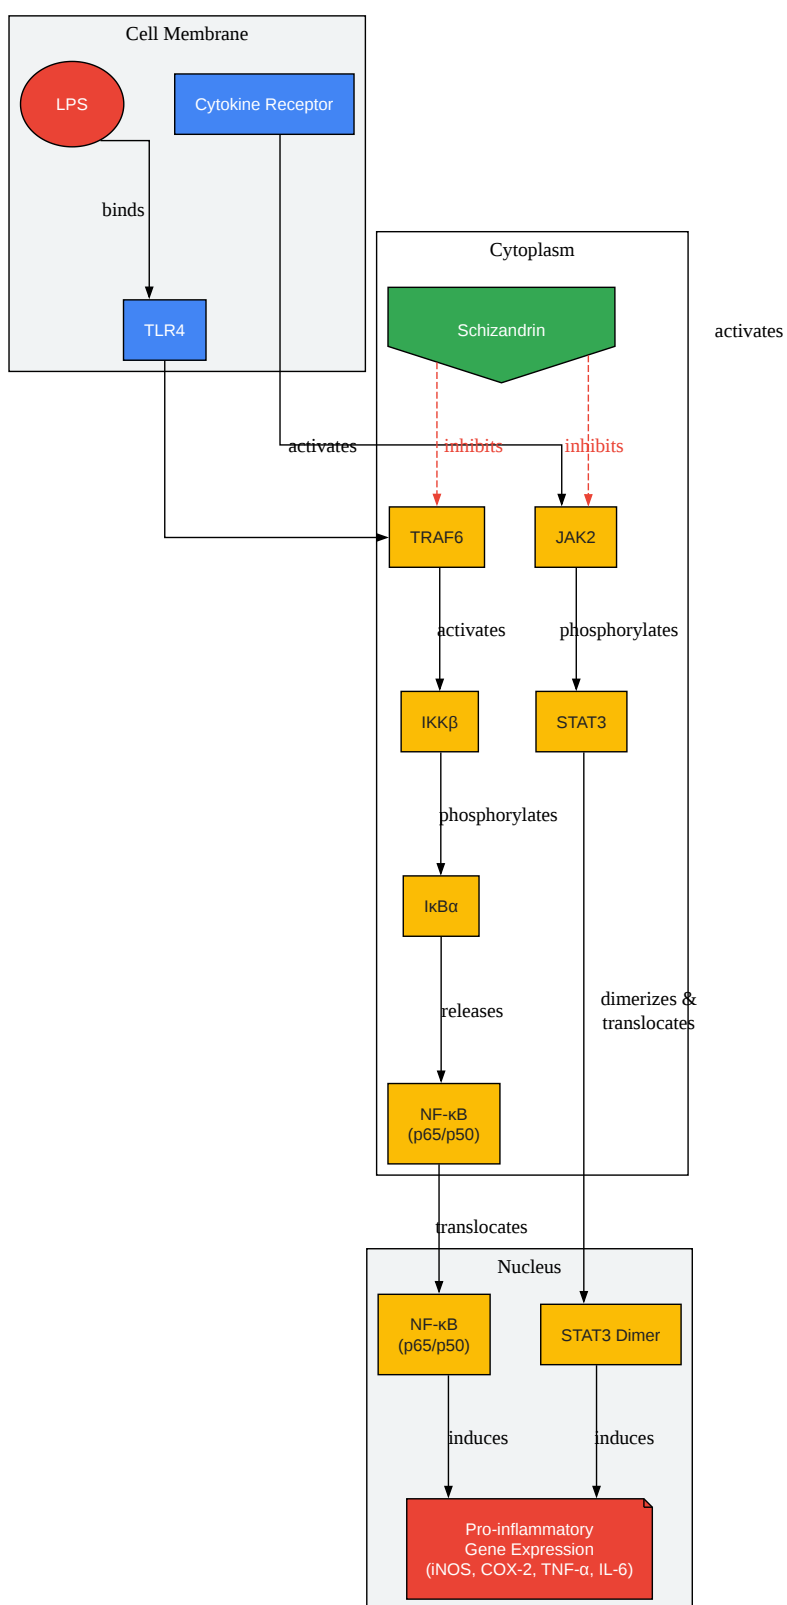 Cell Membrane
LPS
Cytokine Receptor
binds
Cytoplasm
TLR4
Schizandrin
activates
activates
inhibits
inhibits
TRAF6
JAK2
activates
phosphorylates
IKKβ
STAT3
phosphorylates
IκBα
dimerizes &
translocates
releases
NF-κB
(p65/p50)
translocates
Nucleus
NF-κB
(p65/p50)
STAT3 Dimer
induces
induces
Pro-inflammatory
Gene Expression
(iNOS, COX-2, TNF-α, IL-6)